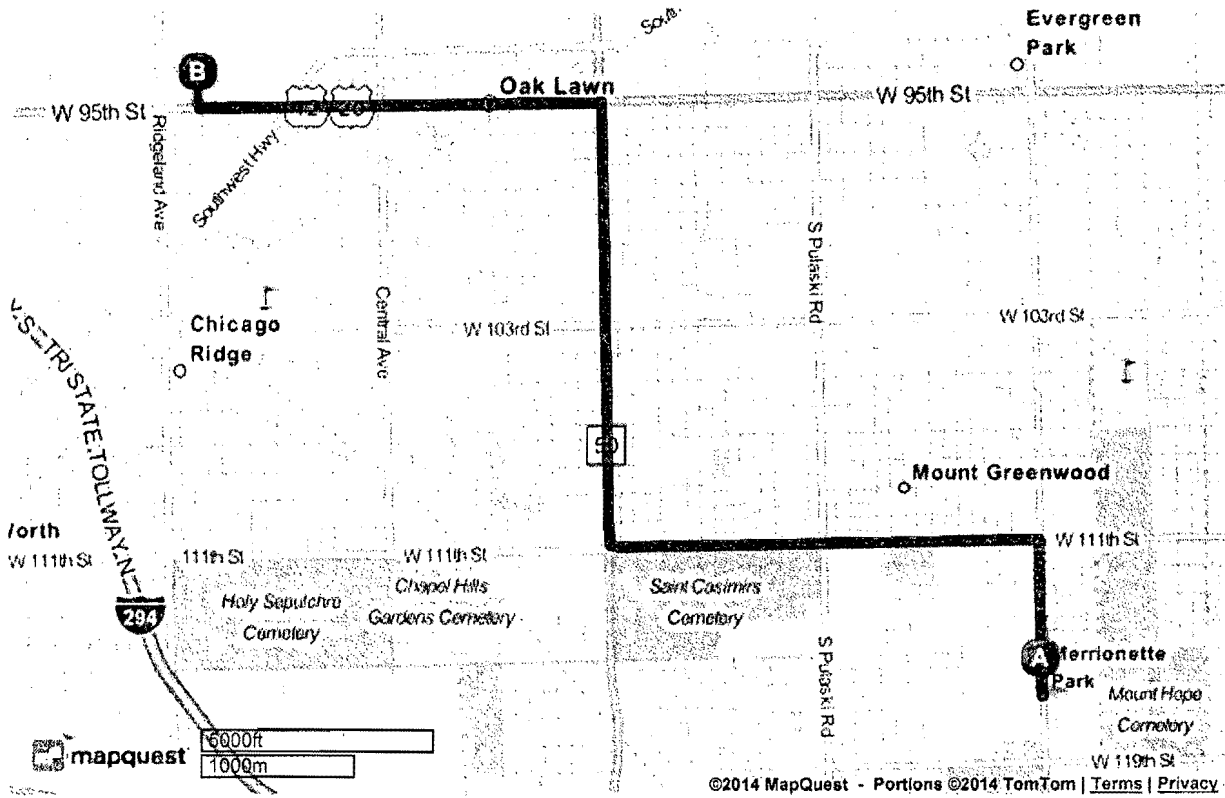 Evergreen
Park
B
Oak Lawn
W 95th St
12
20
W 95th St
Ridgeland Ave
Southwest Hwy
S Pulaski Rd
Central Ave
Chicago
Ridge
W 103rd St
W 103rd St
TRI STATE TOLLWAY N
50
Mount Greenwood
/orth
W 111th St
111th St
W 111th St
W 111th St
294
Holy Sepulchre
Cemetery
Chapel Hills
Gardens Cemetery
Saint Casimirs
Cemetery
S Pulaski Rd
A
Merrionette
Park
Mount Hope
Cemetery
mapquest
6000ft
1000m
W 119th St
©2014 MapQuest - Portions ©2014 TomTom | Terms | Privacy